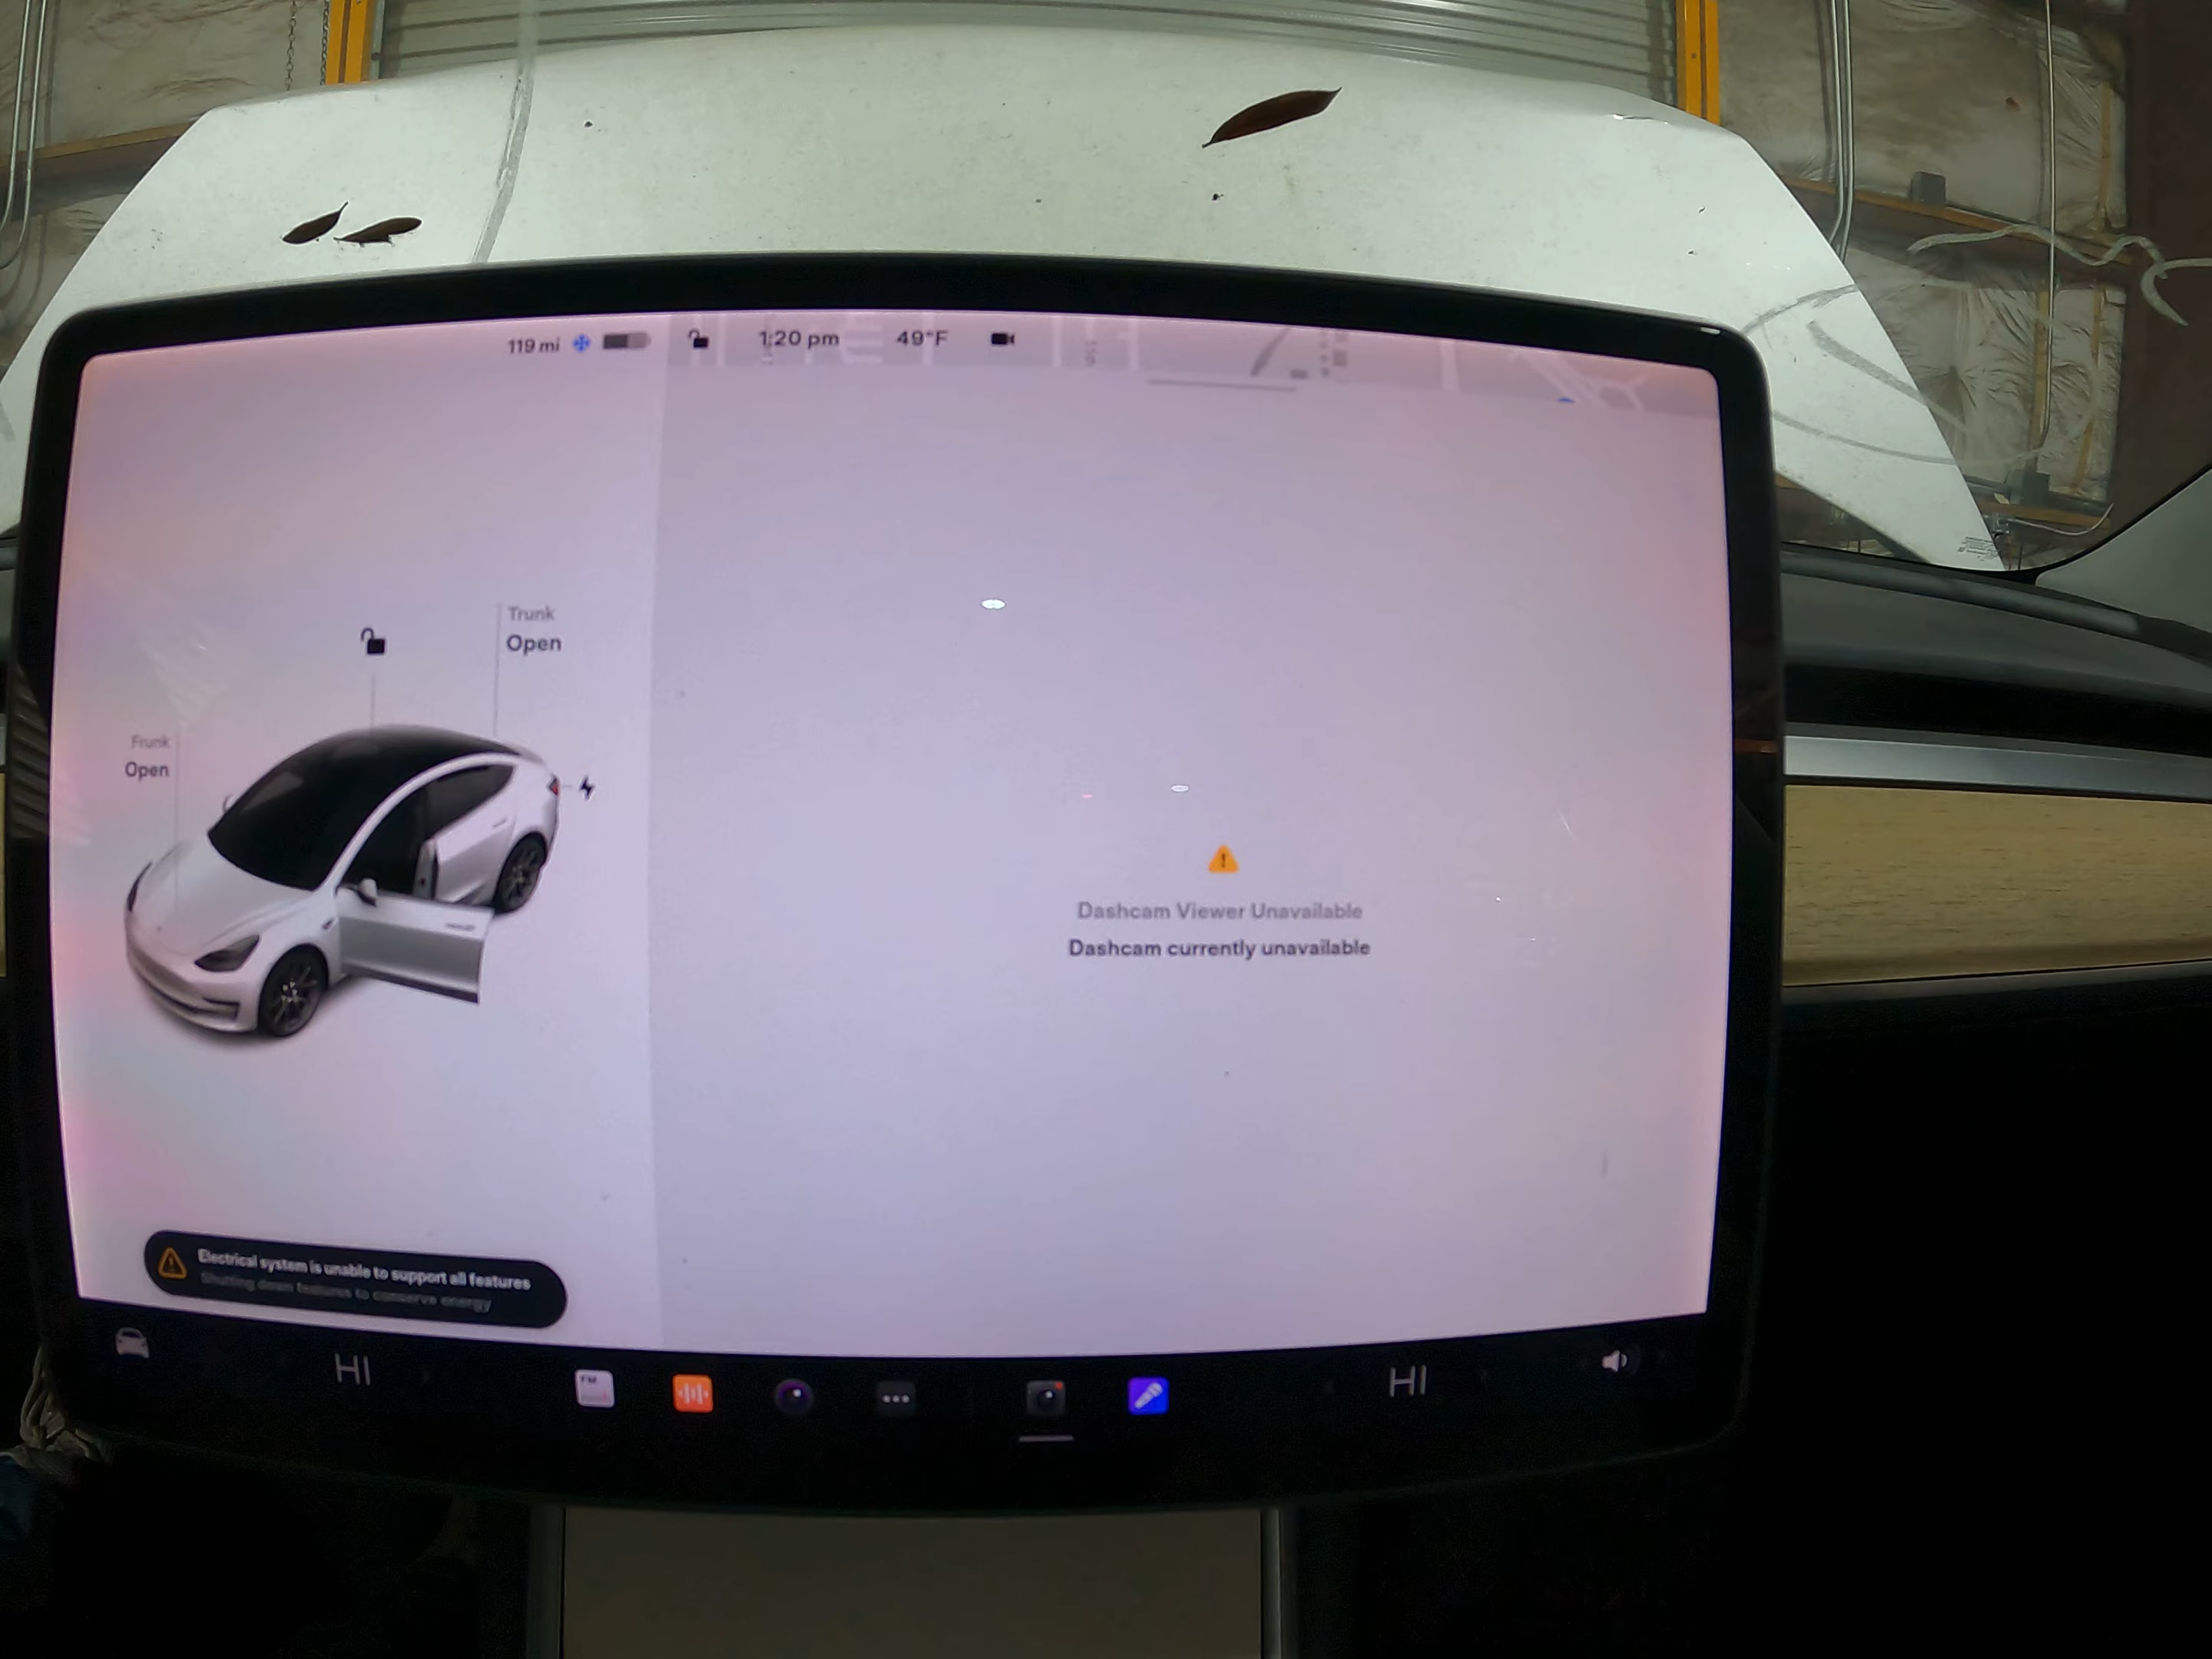 119 mi
1:20 pm
49°F
Trunk
Open
Frunk
Open
Dashcam Viewer Unavailable
Dashcam currently unavailable
Electrical system is unable to support all features
Shutting down features to conserve energy
HI
FM
HI